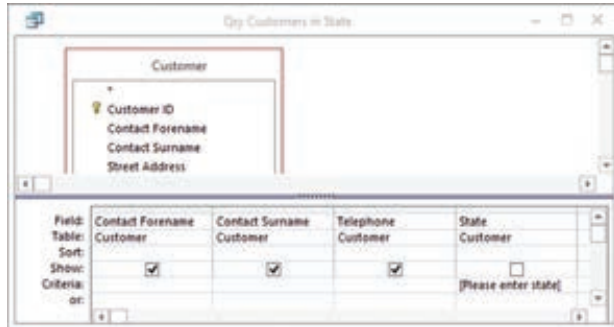 Qry Customers in State
Customer
*
Customer ID
Contact Forename
Contact Surname
Street Address
Field: Contact Forename Contact Surname Telephone State
Table: Customer Customer Customer Customer
Sort:
Show:
Criteria: [Please enter state]
or: